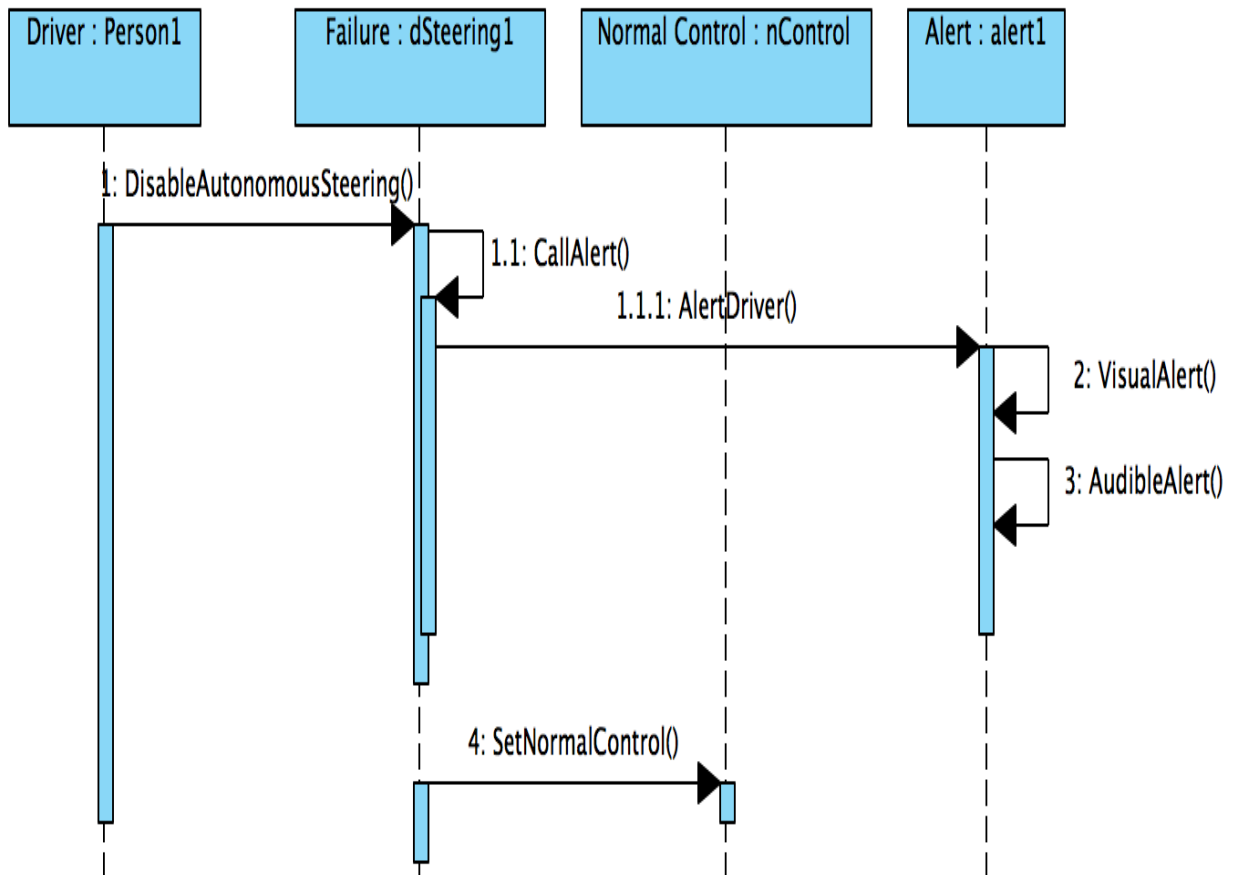 Driver : Person1
Failure : dSteering1
Normal Control : nControl
Alert : alert1
1: DisableAutonomousSteering()
1.1: CallAlert()
1.1.1: AlertDriver()
2: VisualAlert()
3: AudibleAlert()
4: SetNormalControl()